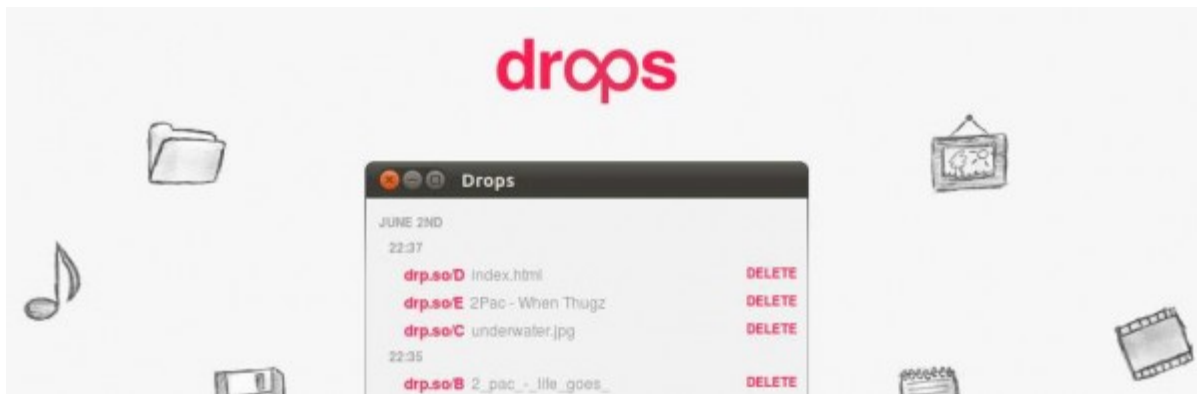 drops
Drops
JUNE 2ND
22:37
drp.so/D Index.html DELETE
drp.so/E 2Pac - When Thugz DELETE
drp.so/C underwater.jpg DELETE
22:35
drp.so/B 2_pac_-_life_goes_ DELETE